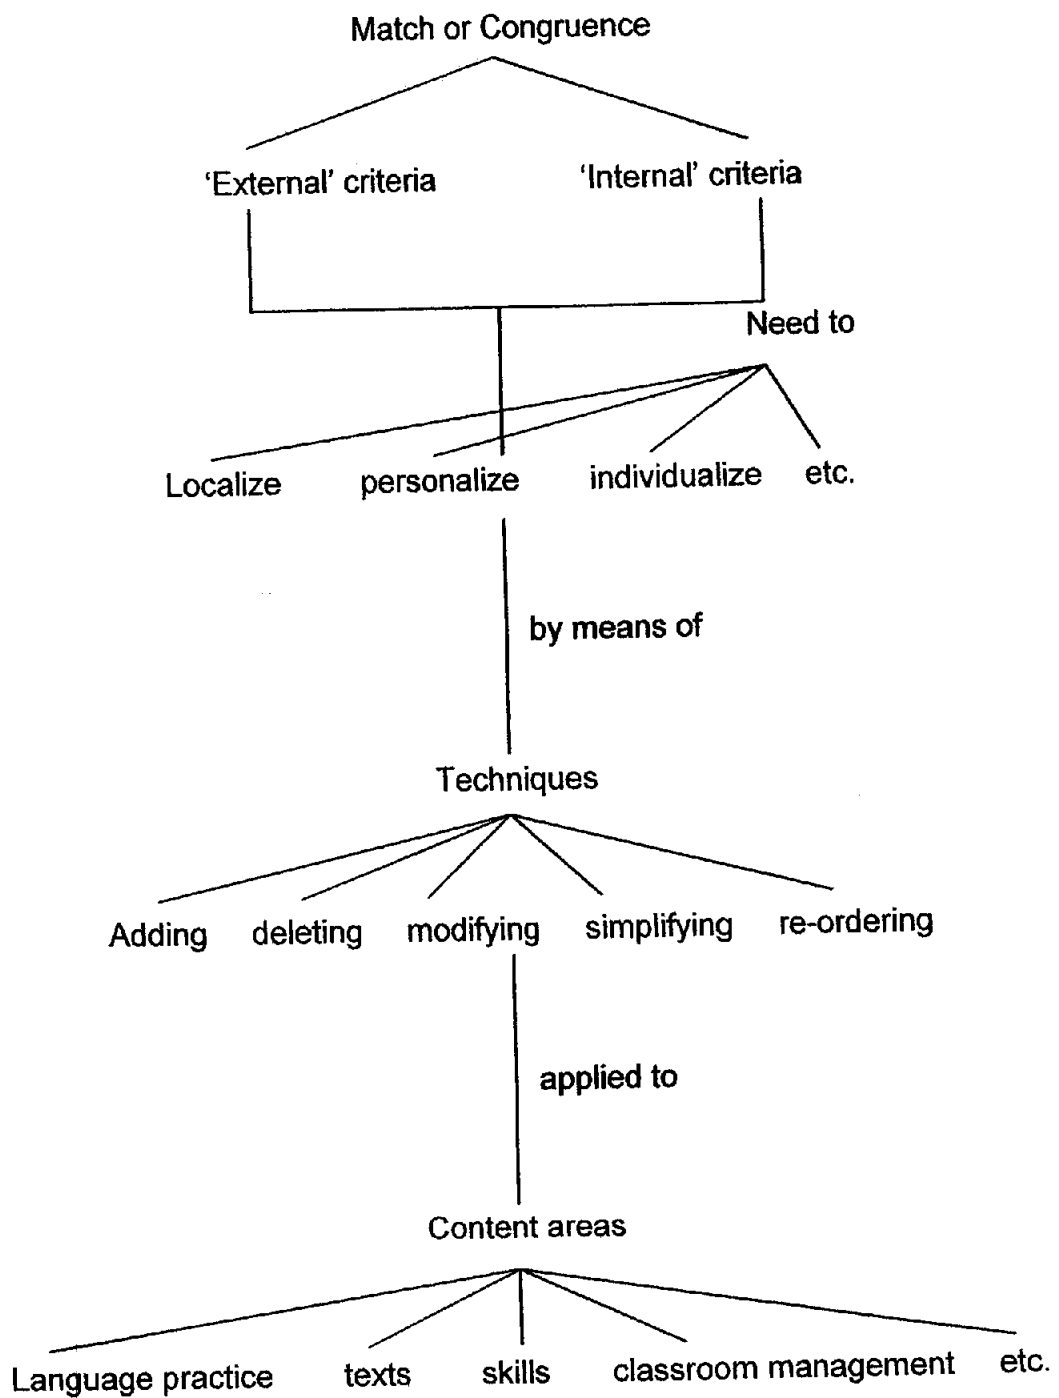 Match or Congruence
‘External’ criteria ‘Internal’ criteria
Need to
Localize personalize individualize etc.
by means of
Techniques
Adding deleting modifying simplifying re-ordering
applied to
Content areas
Language practice texts skills classroom management etc.